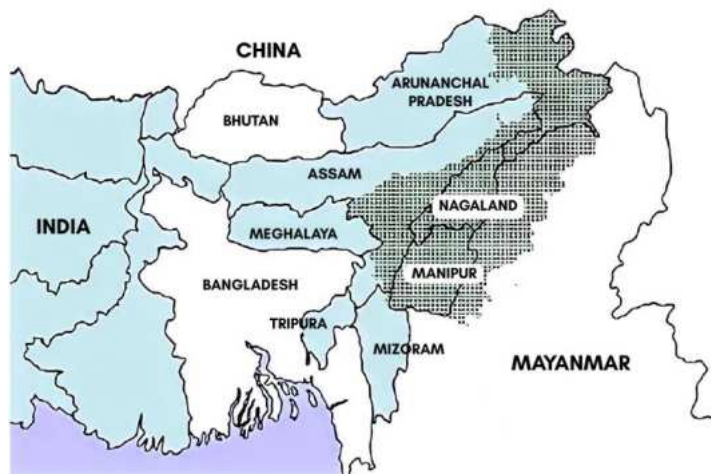 CHINA
ARUNANCHAL
PRADESH
BHUTAN
ASSAM
NAGALAND
INDIA
MEGHALAYA
MANIPUR
BANGLADESH
TRIPURA
MIZORAM
MAYANMAR